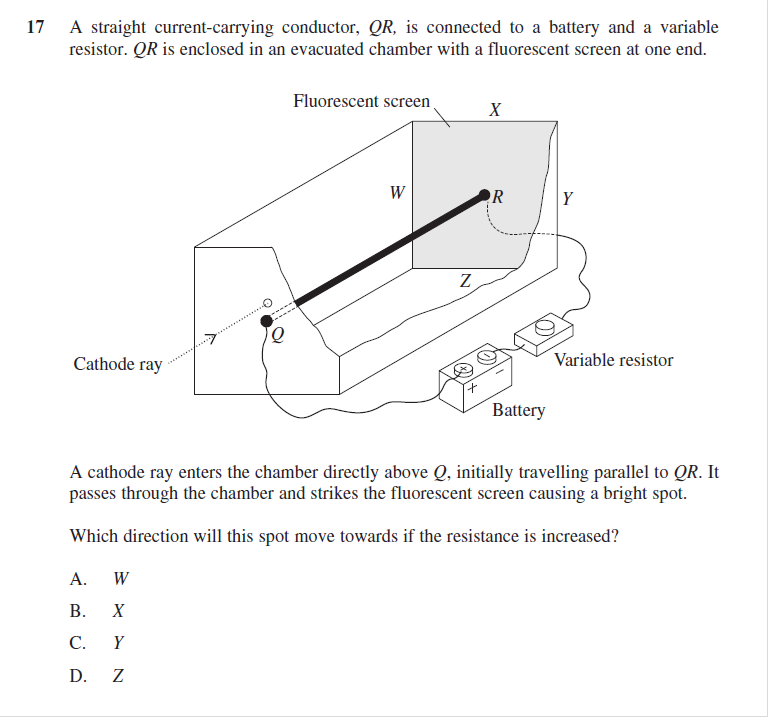 17 A straight current-carrying conductor, QR, is connected to a battery and a variable
resistor. QR is enclosed in an evacuated chamber with a fluorescent screen at one end.
Fluorescent screen
X
W
R
Y
Z
Q
Cathode ray
Variable resistor
+
−
+
−
Battery
A cathode ray enters the chamber directly above Q, initially travelling parallel to QR. It
passes through the chamber and strikes the fluorescent screen causing a bright spot.
Which direction will this spot move towards if the resistance is increased?
A. W
B. X
C. Y
D. Z